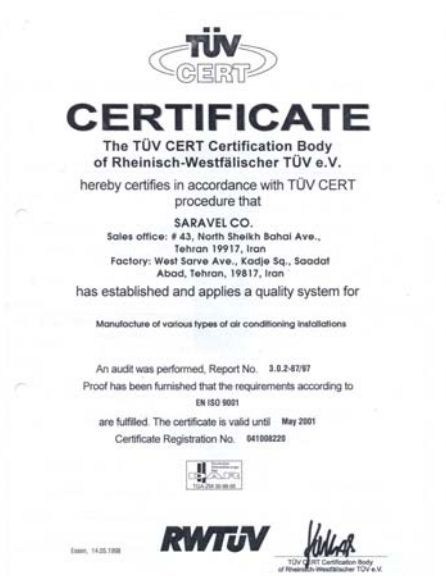 TÜV
CERT
CERTIFICATE
The TÜV CERT Certification Body
of Rheinisch-Westfälischer TÜV e.V.
hereby certifies in accordance with TÜV CERT
procedure that
SARAVEL CO.
Sales office: # 43, North Sheikh Bahai Ave.,
Tehran 19917, Iran
Factory: West Sarve Ave., Kadje Sq., Saadat
Abad, Tehran, 19817, Iran
has established and applies a quality system for
Manufacture of various types of air conditioning installations
An audit was performed, Report No. 3.0.2-87/97
Proof has been furnished that the requirements according to
EN ISO 9001
are fulfilled. The certificate is valid until May 2001
Certificate Registration No. 041008220
Essen, 14.05.1998
RWTÜV
TÜV CERT Certification Body
of Rheinisch-Westfälischer TÜV e.V.